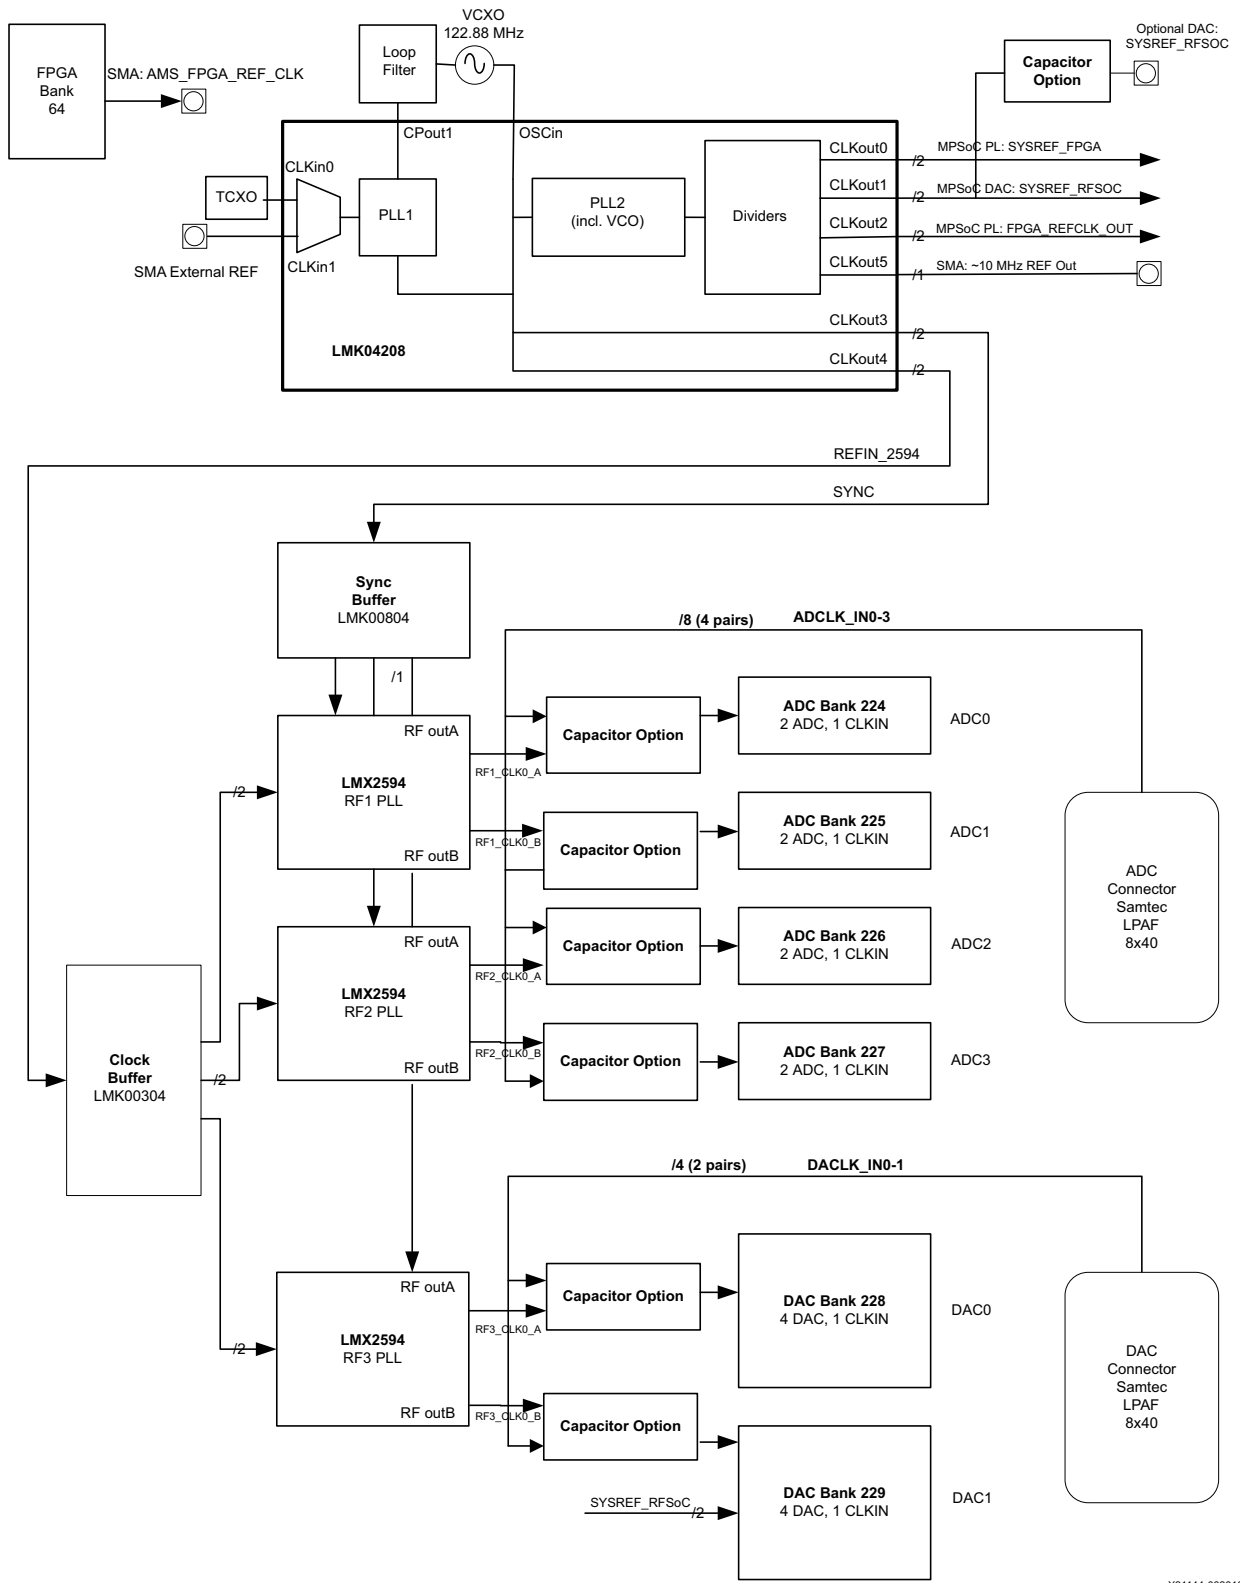 VCXO
122.88 MHz
Optional DAC:
SYSREF_RFSOC
FPGA
Bank
64
SMA: AMS_FPGA_REF_CLK
Loop
Filter
Capacitor
Option
CPout1
OSCin
CLKin0
TCXO
CLKin1
SMA External REF
PLL1
PLL2
(incl. VCO)
Dividers
CLKout0
/2
MPSoC PL: SYSREF_FPGA
CLKout1
/2
MPSoC DAC: SYSREF_RFSOC
CLKout2
/2
MPSoC PL: FPGA_REFCLK_OUT
CLKout5
/1
SMA: ~10 MHz REF Out
CLKout3
/2
CLKout4
/2
LMK04208
REFIN_2594
SYNC
Sync
Buffer
LMK00804
/1
/8 (4 pairs)
ADCLK_IN0-3
RF outA
LMX2594
RF1 PLL
RF outB
/2
RF1_CLK0_A
RF1_CLK0_B
Capacitor Option
ADC Bank 224
2 ADC, 1 CLKIN
ADC0
Capacitor Option
ADC Bank 225
2 ADC, 1 CLKIN
ADC1
ADC
Connector
Samtec
LPAF
8x40
RF outA
LMX2594
RF2 PLL
RF outB
/2
RF2_CLK0_A
RF2_CLK0_B
Capacitor Option
ADC Bank 226
2 ADC, 1 CLKIN
ADC2
Capacitor Option
ADC Bank 227
2 ADC, 1 CLKIN
ADC3
Clock
Buffer
LMK00304
/4 (2 pairs)
DACLK_IN0-1
RF outA
LMX2594
RF3 PLL
RF outB
/2
RF3_CLK0_A
RF3_CLK0_B
Capacitor Option
DAC Bank 228
4 DAC, 1 CLKIN
DAC0
Capacitor Option
DAC Bank 229
4 DAC, 1 CLKIN
DAC1
SYSREF_RFSoC
/2
DAC
Connector
Samtec
LPAF
8x40